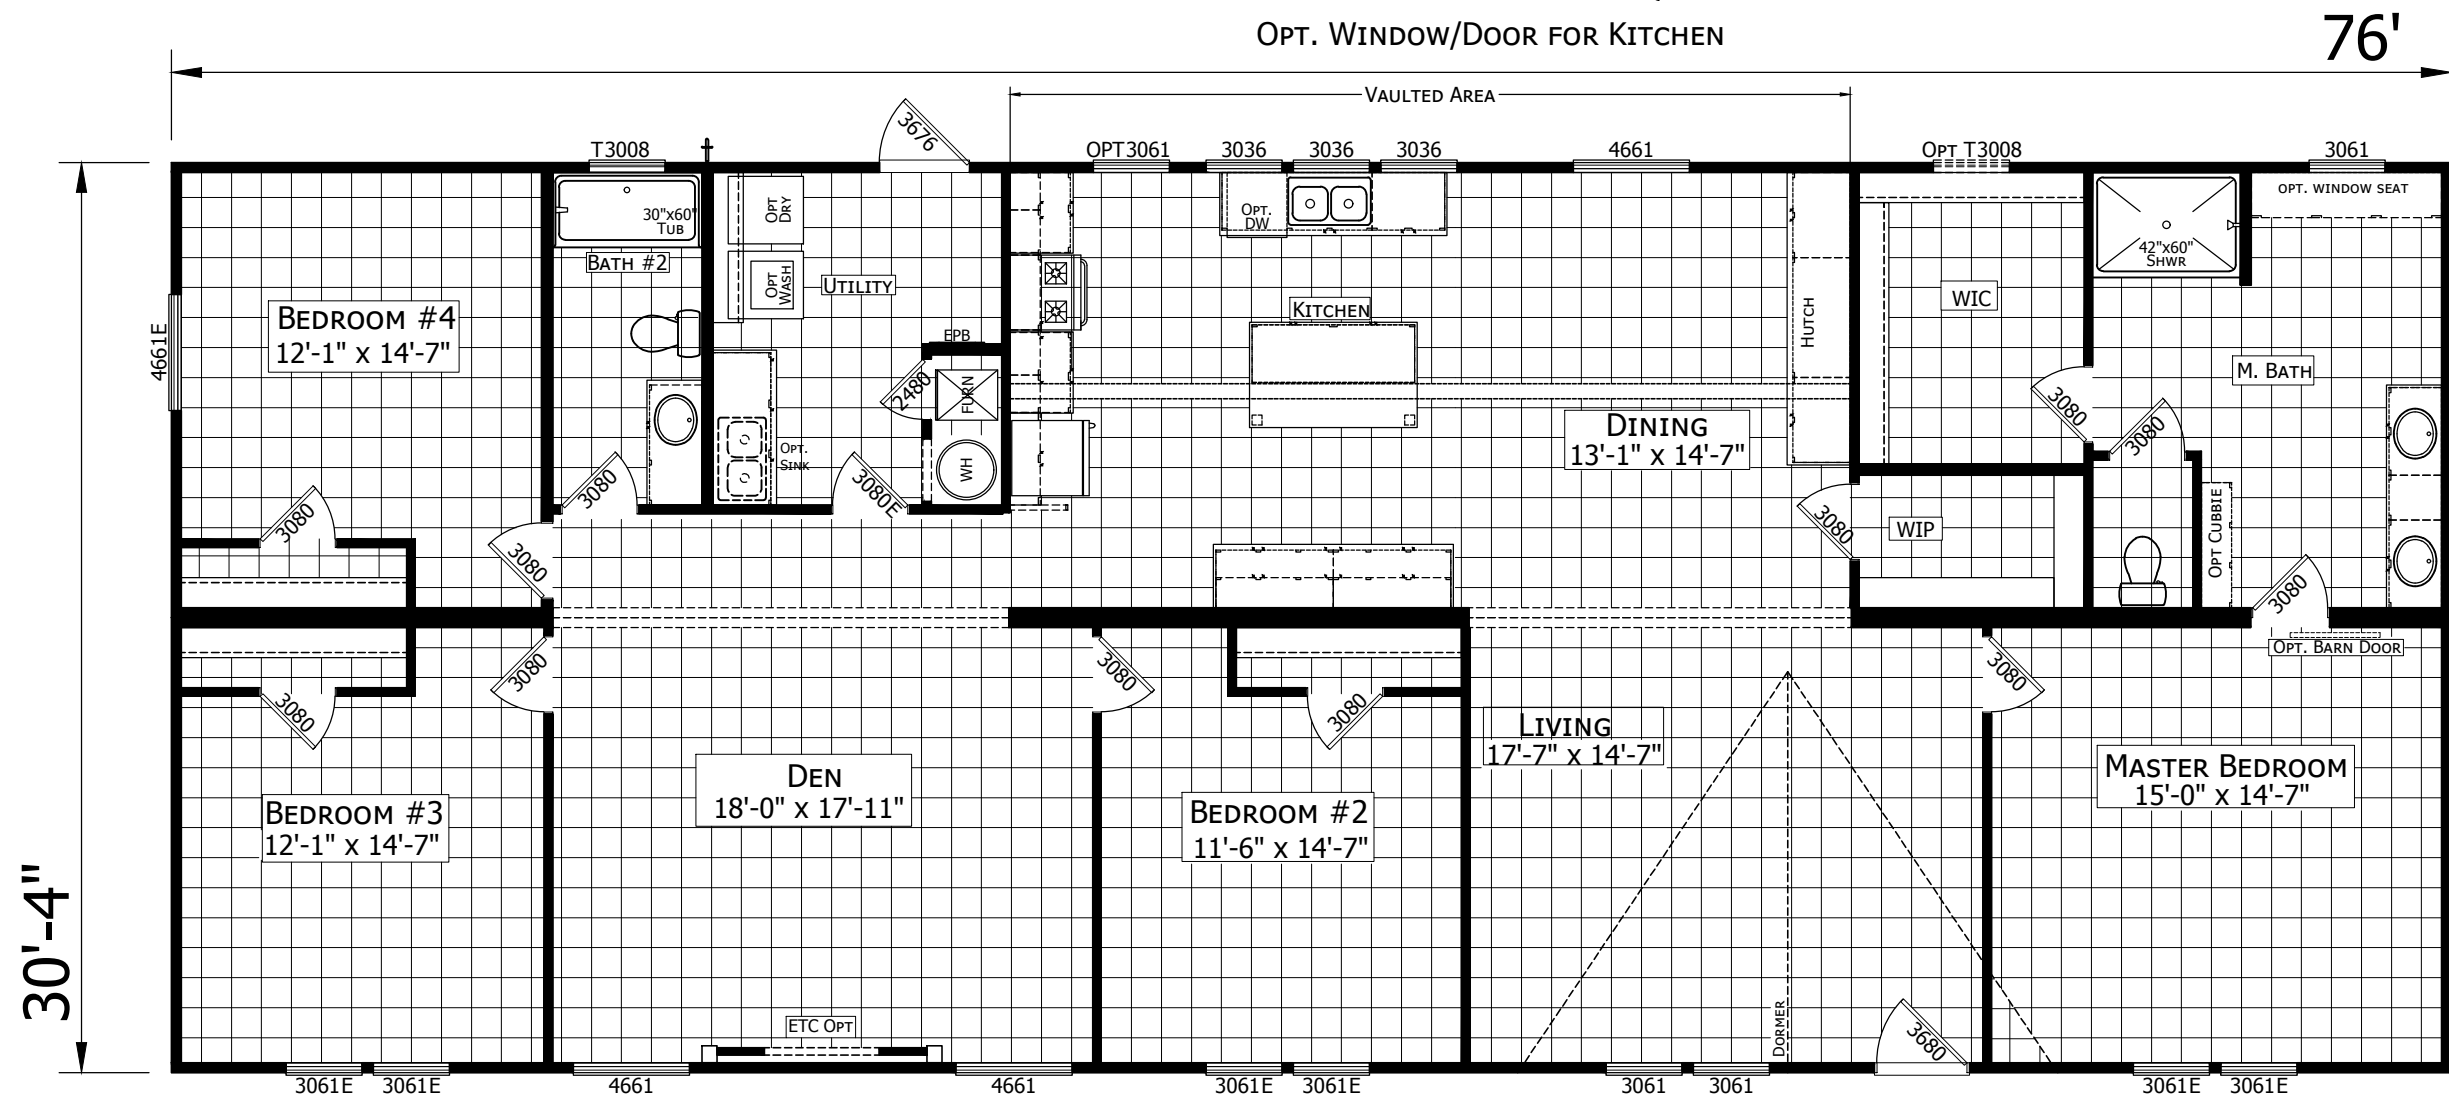 OPT. WINDOW/DOOR FOR KITCHEN
76'
VAULTED AREA
3676
T3008
OPT3061
3036
3036
3036
4661
OPT T3008
3061
OPT. WINDOW SEAT
30"x60"
TUB
BATH #2
OPT
DRY
OPT
WASH
UTILITY
EPB
OPT.
DW
KITCHEN
HUTCH
WIC
42"x60"
SHWR
M. BATH
4661E
BEDROOM #4
12'-1" x 14'-7"
2480
FURN
WH
OPT.
SINK
DINING
13'-1" x 14'-7"
3080
3080
3080
3080E
3080
3080
3080
WIP
OPT CUBBIE
3080
OPT. BARN DOOR
3080
3080
3080
3080
3080
30'-4"
BEDROOM #3
12'-1" x 14'-7"
DEN
18'-0" x 17'-11"
BEDROOM #2
11'-6" x 14'-7"
LIVING
17'-7" x 14'-7"
MASTER BEDROOM
15'-0" x 14'-7"
ETC OPT
DORMER
3680
3061E
3061E
4661
4661
3061E
3061E
3061
3061
3061E
3061E